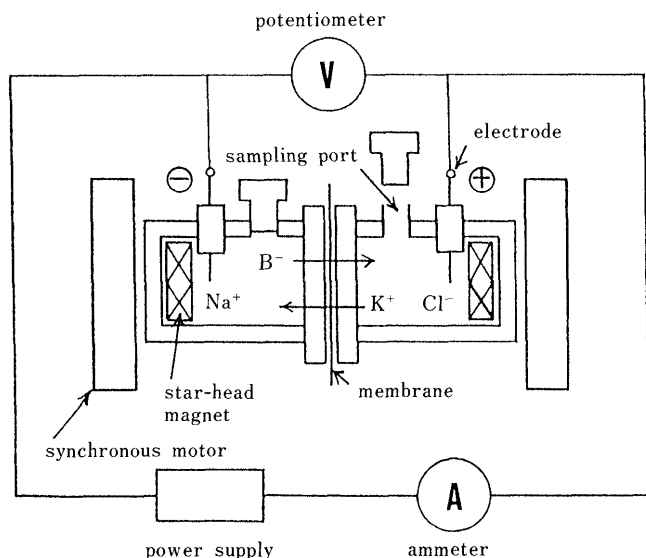 potentiometer
V
electrode
sampling port
− +
B⁻
Na⁺ K⁺ Cl⁻
star-head
magnet
membrane
synchronous motor
A
power supply ammeter